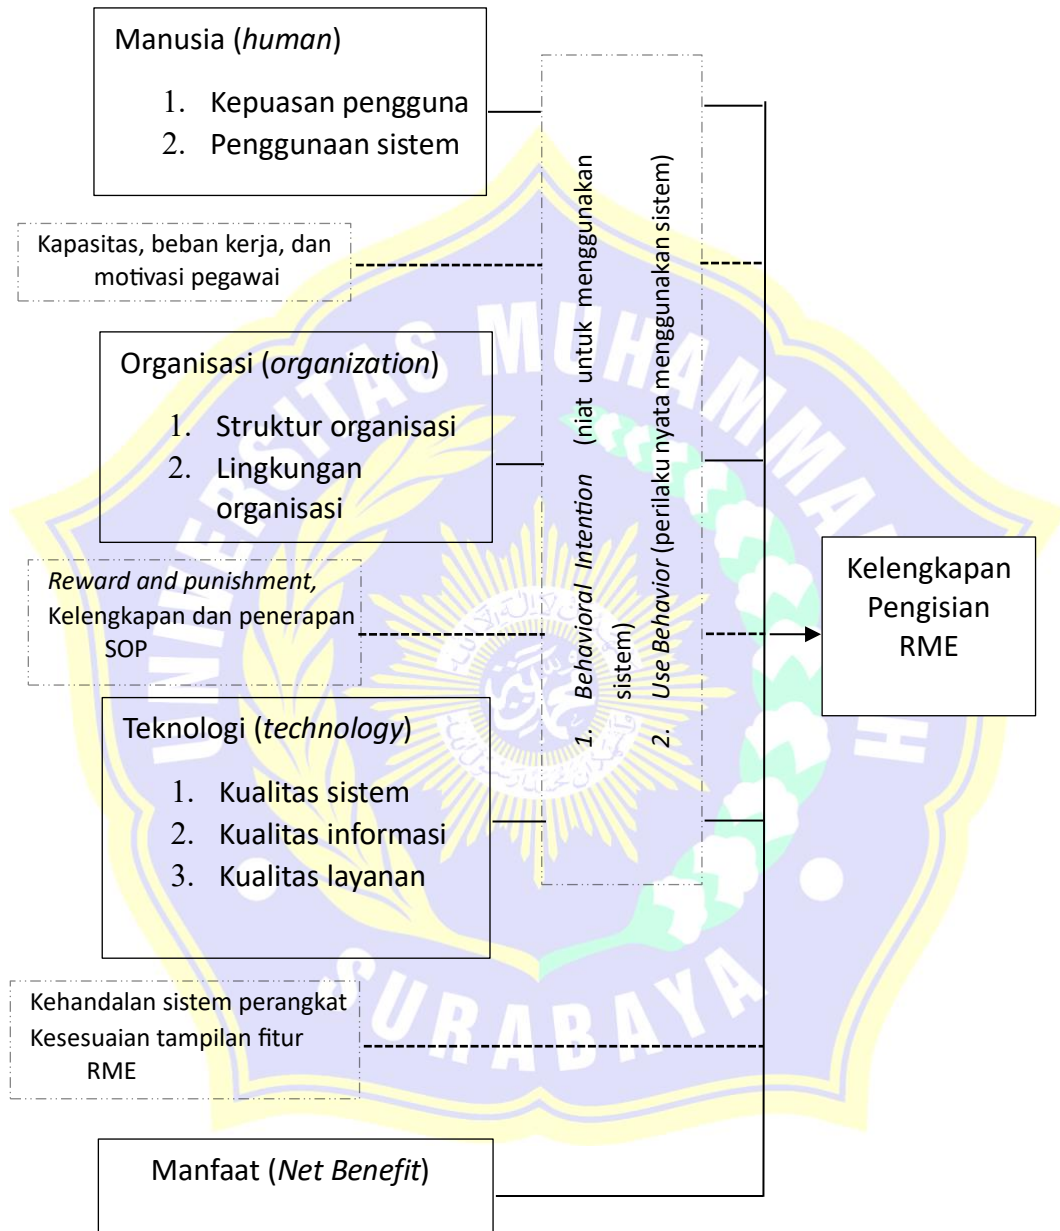 Manusia (human)
1. Kepuasan pengguna
2. Penggunaan sistem
Kapasitas, beban kerja, dan
motivasi pegawai
Organisasi (organization)
1. Struktur organisasi
2. Lingkungan
organisasi
Reward and punishment,
Kelengkapan dan penerapan
SOP
Teknologi (technology)
1. Kualitas sistem
2. Kualitas informasi
3. Kualitas layanan
Kehandalan sistem perangkat
Kesesuaian tampilan fitur
RME
Manfaat (Net Benefit)
1. Behavioral Intention (niat untuk menggunakan
sistem)
2. Use Behavior (perilaku nyata menggunakan sistem)
Kelengkapan
Pengisian
RME
UNIVERSITAS MUHAMMADIYAH
SURABAYA